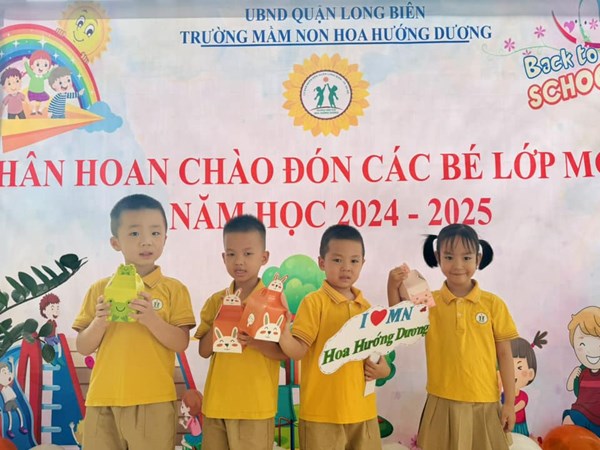 UBND QUẬN LONG BIÊN
TRƯỜNG MẦM NON HOA HƯỚNG DƯƠNG
Back to
SCHOO
HÂN HOAN CHÀO ĐÓN CÁC BÉ LỚP MẪ
NĂM HỌC 2024 - 2025
I ❤ MN
Hoa Hướng Dương